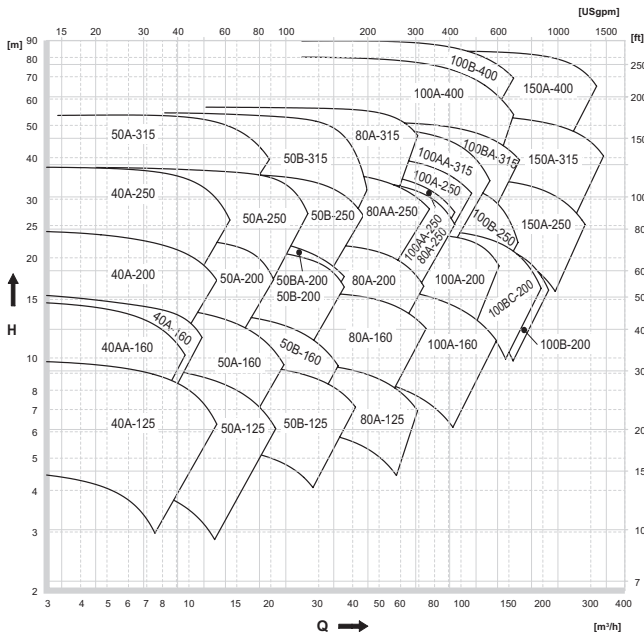 [USgpm]
15 20 30 40 50 80 100 200 300 400 600 1000 1500
[m] [ft]
90
80
70
60
50
40
30
25
20
15
10
8
7
6
5
4
3
2
250
200
150
100
80
60
50
40
30
20
15
10
7
H
100B-400
150A-400
100A-400
50A-315
80A-315
100BA-315
50B-315
100AA-315
150A-315
100A-250
40A-250
50A-250
50B-250
80AA-250
100AA-250
80A-250
100B-250
150A-250
40A-200
50A-200
50BA-200
50B-200
80A-200
100A-200
100BC-200
100B-200
40A-160
40AA-160
50A-160
50B-160
80A-160
100A-160
40A-125
50A-125
50B-125
80A-125
3 4 5 6 7 8 10 15 20 30 40 50 60 80 100 150 200 300 400
Q [m³/h]